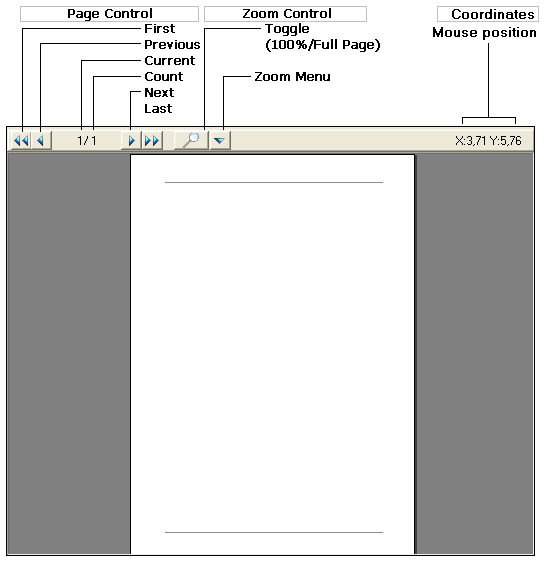 Page Control
Zoom Control
Coordinates
First
Toggle
Mouse position
Previous
(100%/Full Page)
Current
Count
Zoom Menu
Next
Last
1/1
X:3,71 Y:5,76